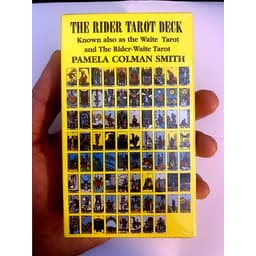 THE RIDER TAROT DECK
Known also as the Waite Tarot
and The Rider-Waite Tarot
PAMELA COLMAN SMITH